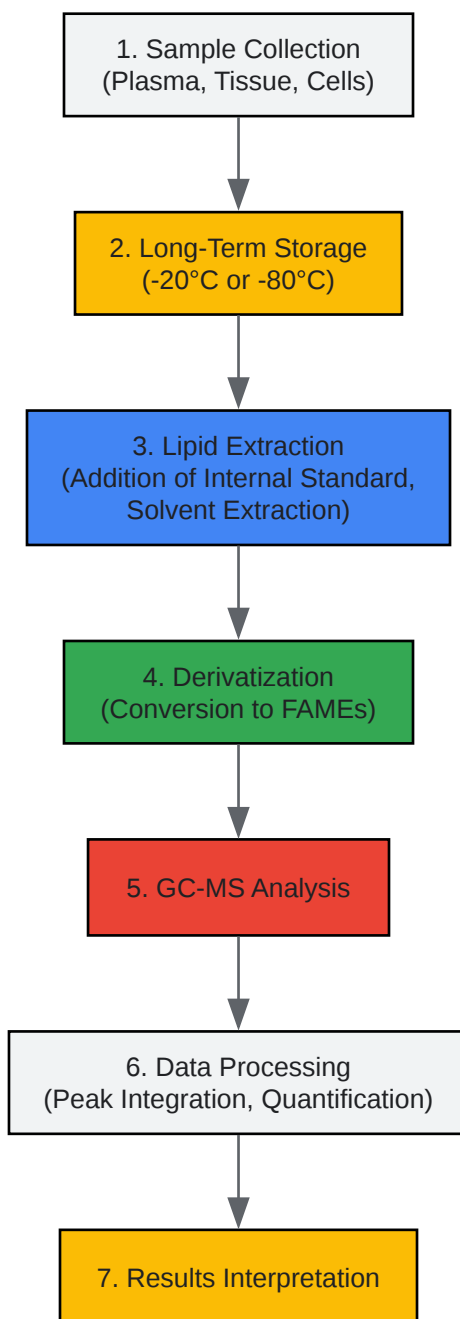 1. Sample Collection
(Plasma, Tissue, Cells)
2. Long-Term Storage
(-20°C or -80°C)
3. Lipid Extraction
(Addition of Internal Standard,
Solvent Extraction)
4. Derivatization
(Conversion to FAMEs)
5. GC-MS Analysis
6. Data Processing
(Peak Integration, Quantification)
7. Results Interpretation